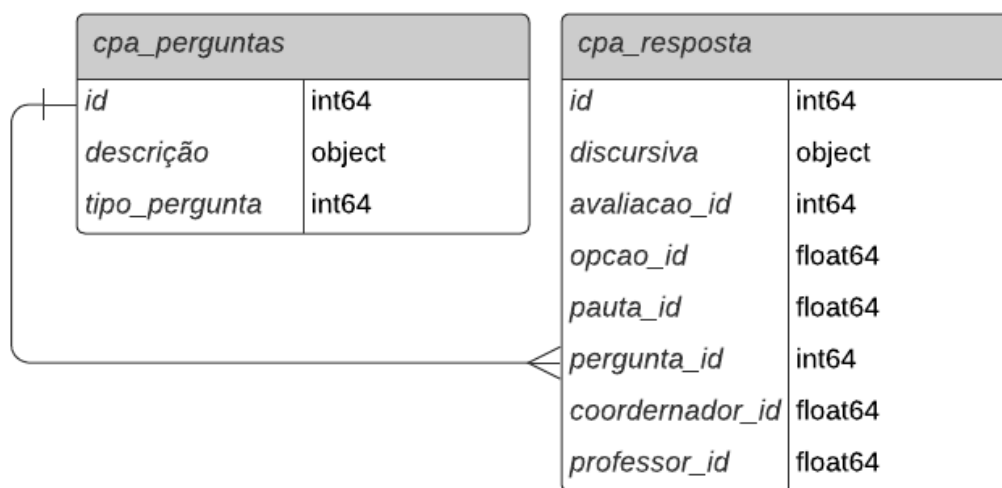 cpa_perguntas
id int64
descrição object
tipo_pergunta int64
cpa_resposta
id int64
discursiva object
avaliacao_id int64
opcao_id float64
pauta_id float64
pergunta_id int64
coordernador_id float64
professor_id float64